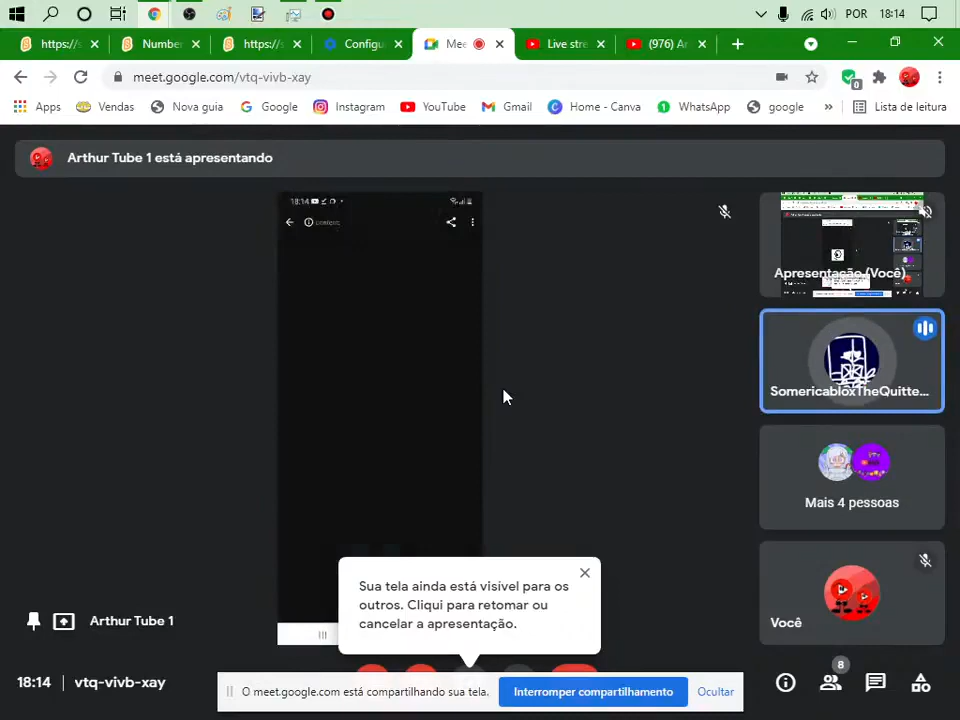 POR 18:14
https://s
Number
https://s
Configu
Mee
Live stre
(976) Ar
meet.google.com/vtq-vivb-xay
0
Apps Vendas Nova guia Google Instagram YouTube Gmail Home - Canva WhatsApp google » Lista de leitura
Arthur Tube 1 está apresentando
18:14
Apresentação (Você)
SomericabloxTheQuitte...
Mais 4 pessoas
Sua tela ainda está visível para os
outros. Cliqui para retomar ou
cancelar a apresentação.
Arthur Tube 1
Você
8
18:14 | vtq-vivb-xay
O meet.google.com está compartilhando sua tela. Interromper compartilhamento Ocultar